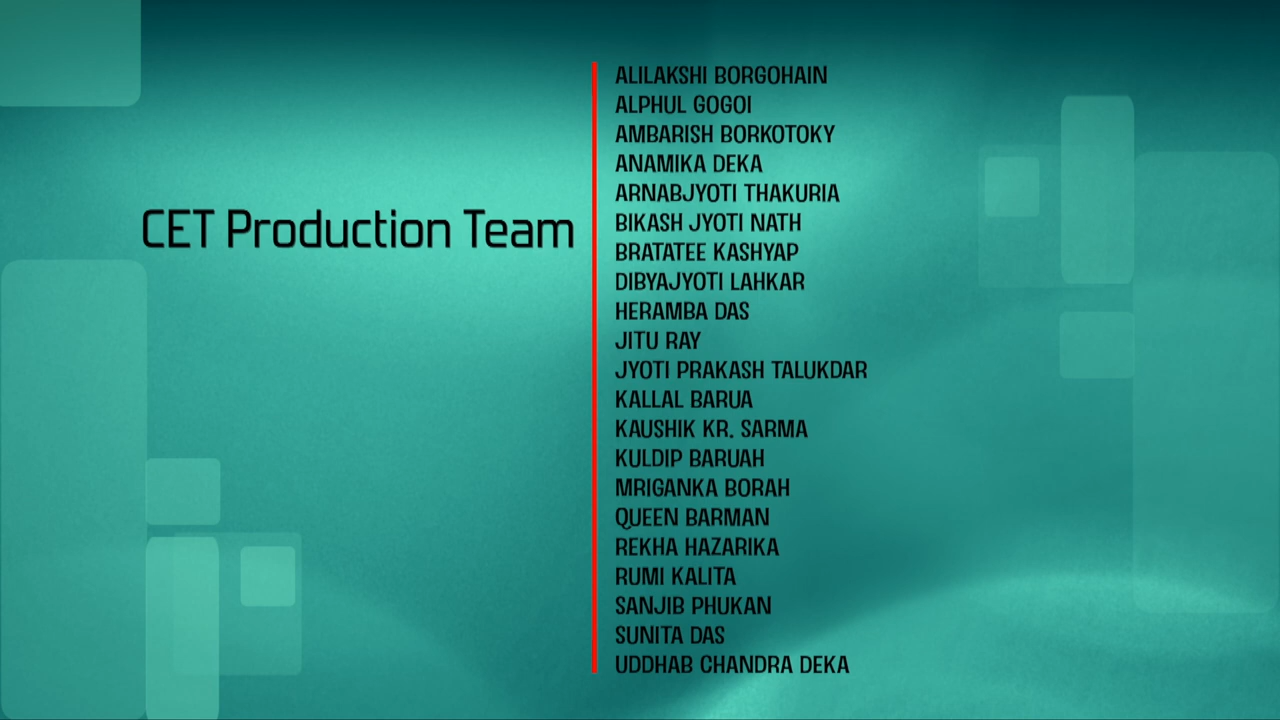 CET Production Team
ALILAKSHI BORGOHAIN
ALPHUL GOGOI
AMBARISH BORKOTOKY
ANAMIKA DEKA
ARNABJYOTI THAKURIA
BIKASH JYOTI NATH
BRATATEE KASHYAP
DIBYAJYOTI LAHKAR
HERAMBA DAS
JITU RAY
JYOTI PRAKASH TALUKDAR
KALLAL BARUA
KAUSHIK KR. SARMA
KULDIP BARUAH
MRIGANKA BORAH
QUEEN BARMAN
REKHA HAZARIKA
RUMI KALITA
SANJIB PHUKAN
SUNITA DAS
UDDHAB CHANDRA DEKA